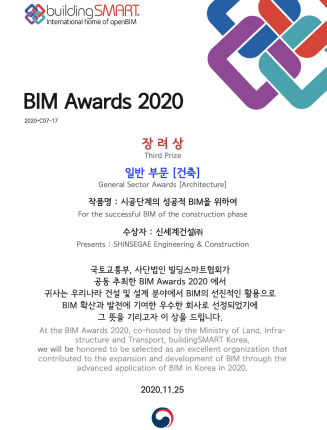 buildingSMART
International home of openBIM
BIM Awards 2020
2020-C07-17
장 려 상
Third Prize
일반 부문 [건축]
General Sector Awards [Architecture]
작품명 : 시공단계의 성공적 BIM을 위하여
For the successful BIM of the construction phase
수상자 : 신세계건설㈜
Presents : SHINSEGAE Engineering & Construction
국토교통부, 사단법인 빌딩스마트협회가
공동 주최한 BIM Awards 2020 에서
귀사는 우리나라 건설 및 설계 분야에서 BIM의 선진적인 활용으로
BIM 확산과 발전에 기여한 우수한 회사로 선정되었기에
그 뜻을 기리고자 이 상을 드립니다.
At the BIM Awards 2020, co-hosted by the Ministry of Land, Infra-
structure and Transport, buildingSMART Korea,
we will be honored to be selected as an excellent organization that
contributed to the expansion and development of BIM through the
advanced application of BIM in Korea in 2020.
2020.11.25